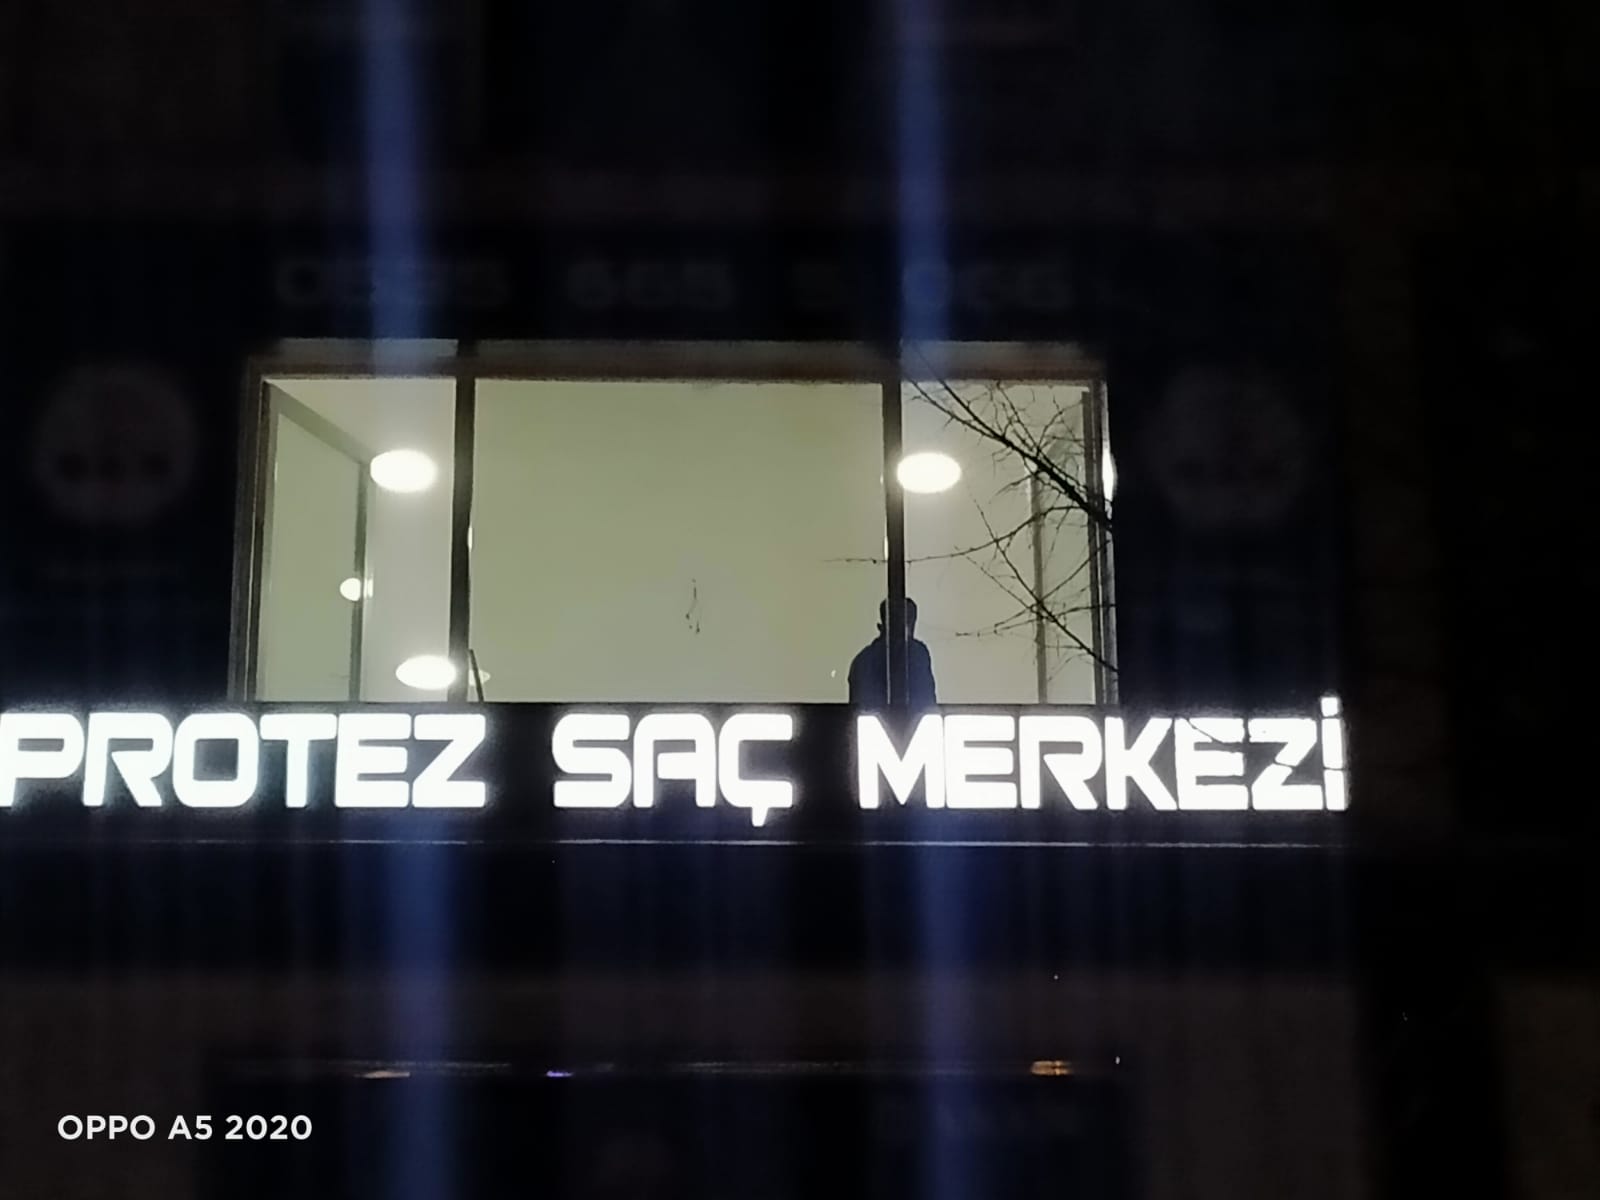 PROTEZ SAÇ MERKEZİ
OPPO A5 2020